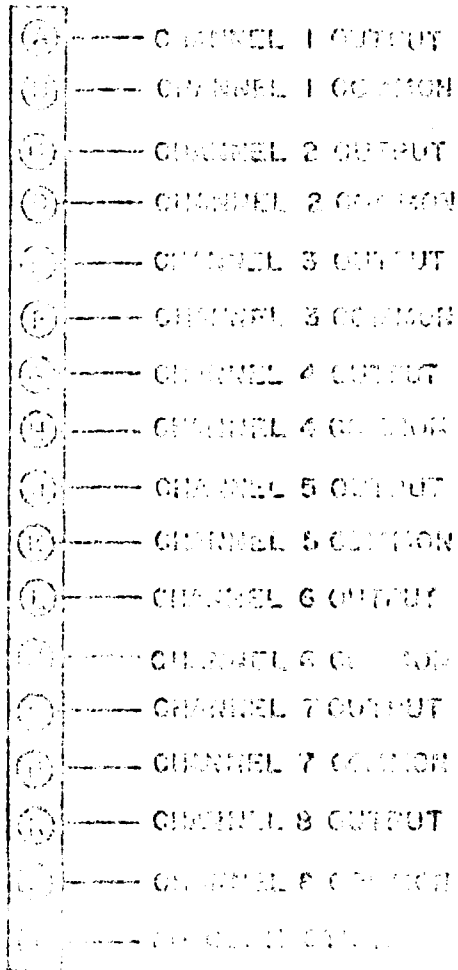 A CHANNEL 1 OUTPUT
CHANNEL 1 COMMON
CHANNEL 2 OUTPUT
CHANNEL 2 COMMON
CHANNEL 3 OUTPUT
F CHANNEL 3 COMMON
CHANNEL 4 OUTPUT
H CHANNEL 4 COMMON
J CHANNEL 5 OUTPUT
K CHANNEL 5 COMMON
L CHANNEL 6 OUTPUT
CHANNEL 6 COMMON
CHANNEL 7 OUTPUT
CHANNEL 7 COMMON
R CHANNEL 8 OUTPUT
CHANNEL 8 COMMON